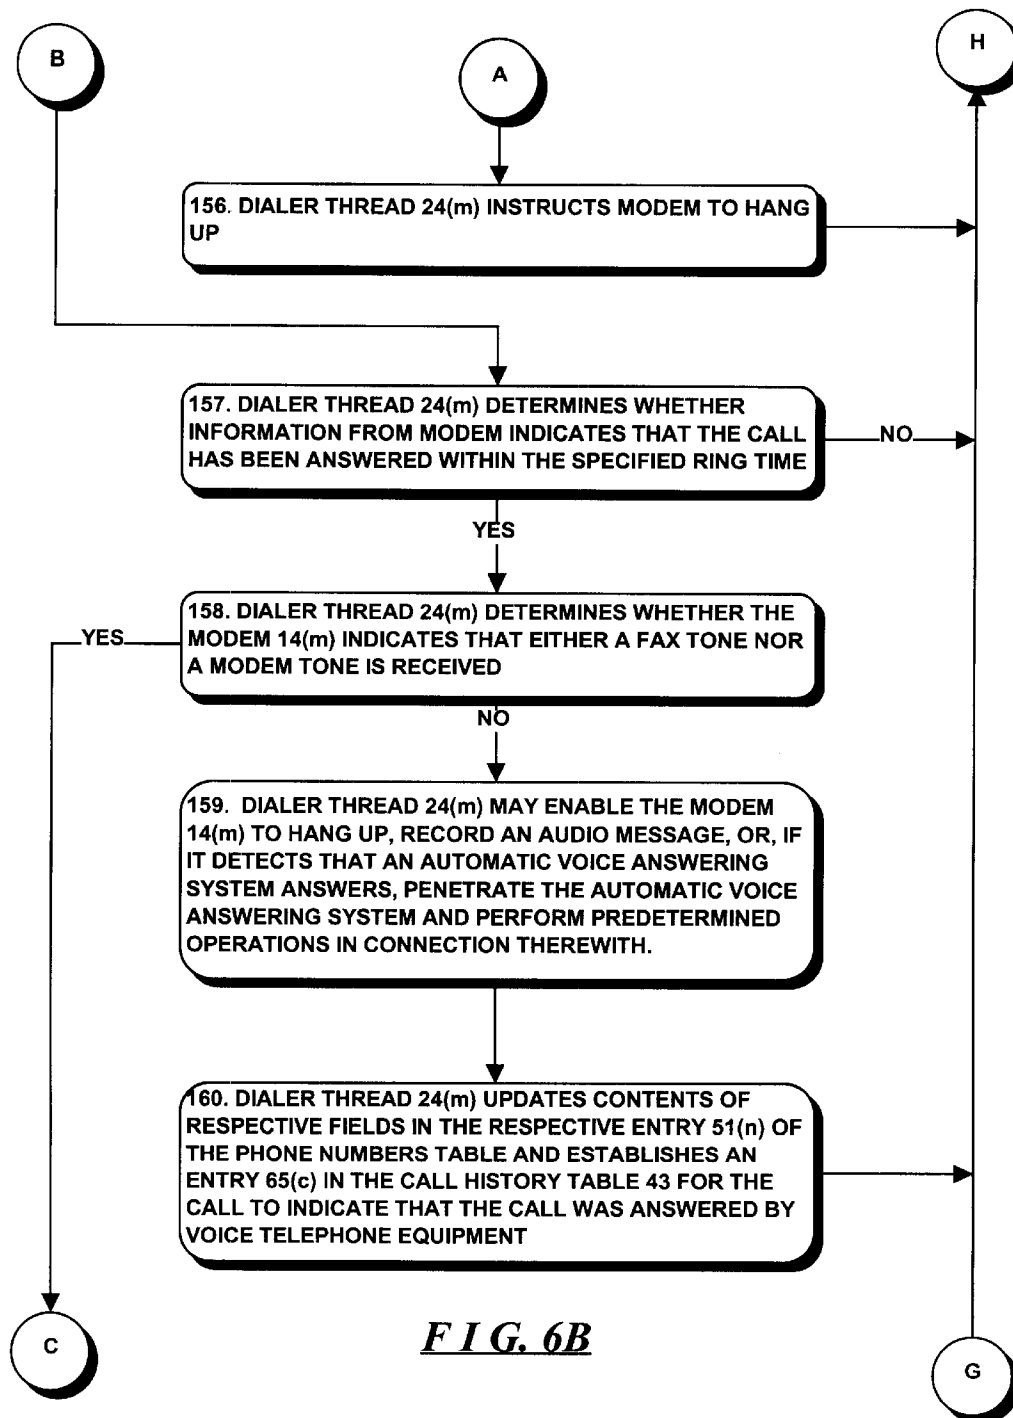 B
A
H
156. DIALER THREAD 24(m) INSTRUCTS MODEM TO HANG
UP
157. DIALER THREAD 24(m) DETERMINES WHETHER
INFORMATION FROM MODEM INDICATES THAT THE CALL
HAS BEEN ANSWERED WITHIN THE SPECIFIED RING TIME
NO
YES
158. DIALER THREAD 24(m) DETERMINES WHETHER THE
MODEM 14(m) INDICATES THAT EITHER A FAX TONE NOR
A MODEM TONE IS RECEIVED
YES
NO
159. DIALER THREAD 24(m) MAY ENABLE THE MODEM
14(m) TO HANG UP, RECORD AN AUDIO MESSAGE, OR, IF
IT DETECTS THAT AN AUTOMATIC VOICE ANSWERING
SYSTEM ANSWERS, PENETRATE THE AUTOMATIC VOICE
ANSWERING SYSTEM AND PERFORM PREDETERMINED
OPERATIONS IN CONNECTION THEREWITH.
160. DIALER THREAD 24(m) UPDATES CONTENTS OF
RESPECTIVE FIELDS IN THE RESPECTIVE ENTRY 51(n) OF
THE PHONE NUMBERS TABLE AND ESTABLISHES AN
ENTRY 65(c) IN THE CALL HISTORY TABLE 43 FOR THE
CALL TO INDICATE THAT THE CALL WAS ANSWERED BY
VOICE TELEPHONE EQUIPMENT
C
F I G. 6B
G